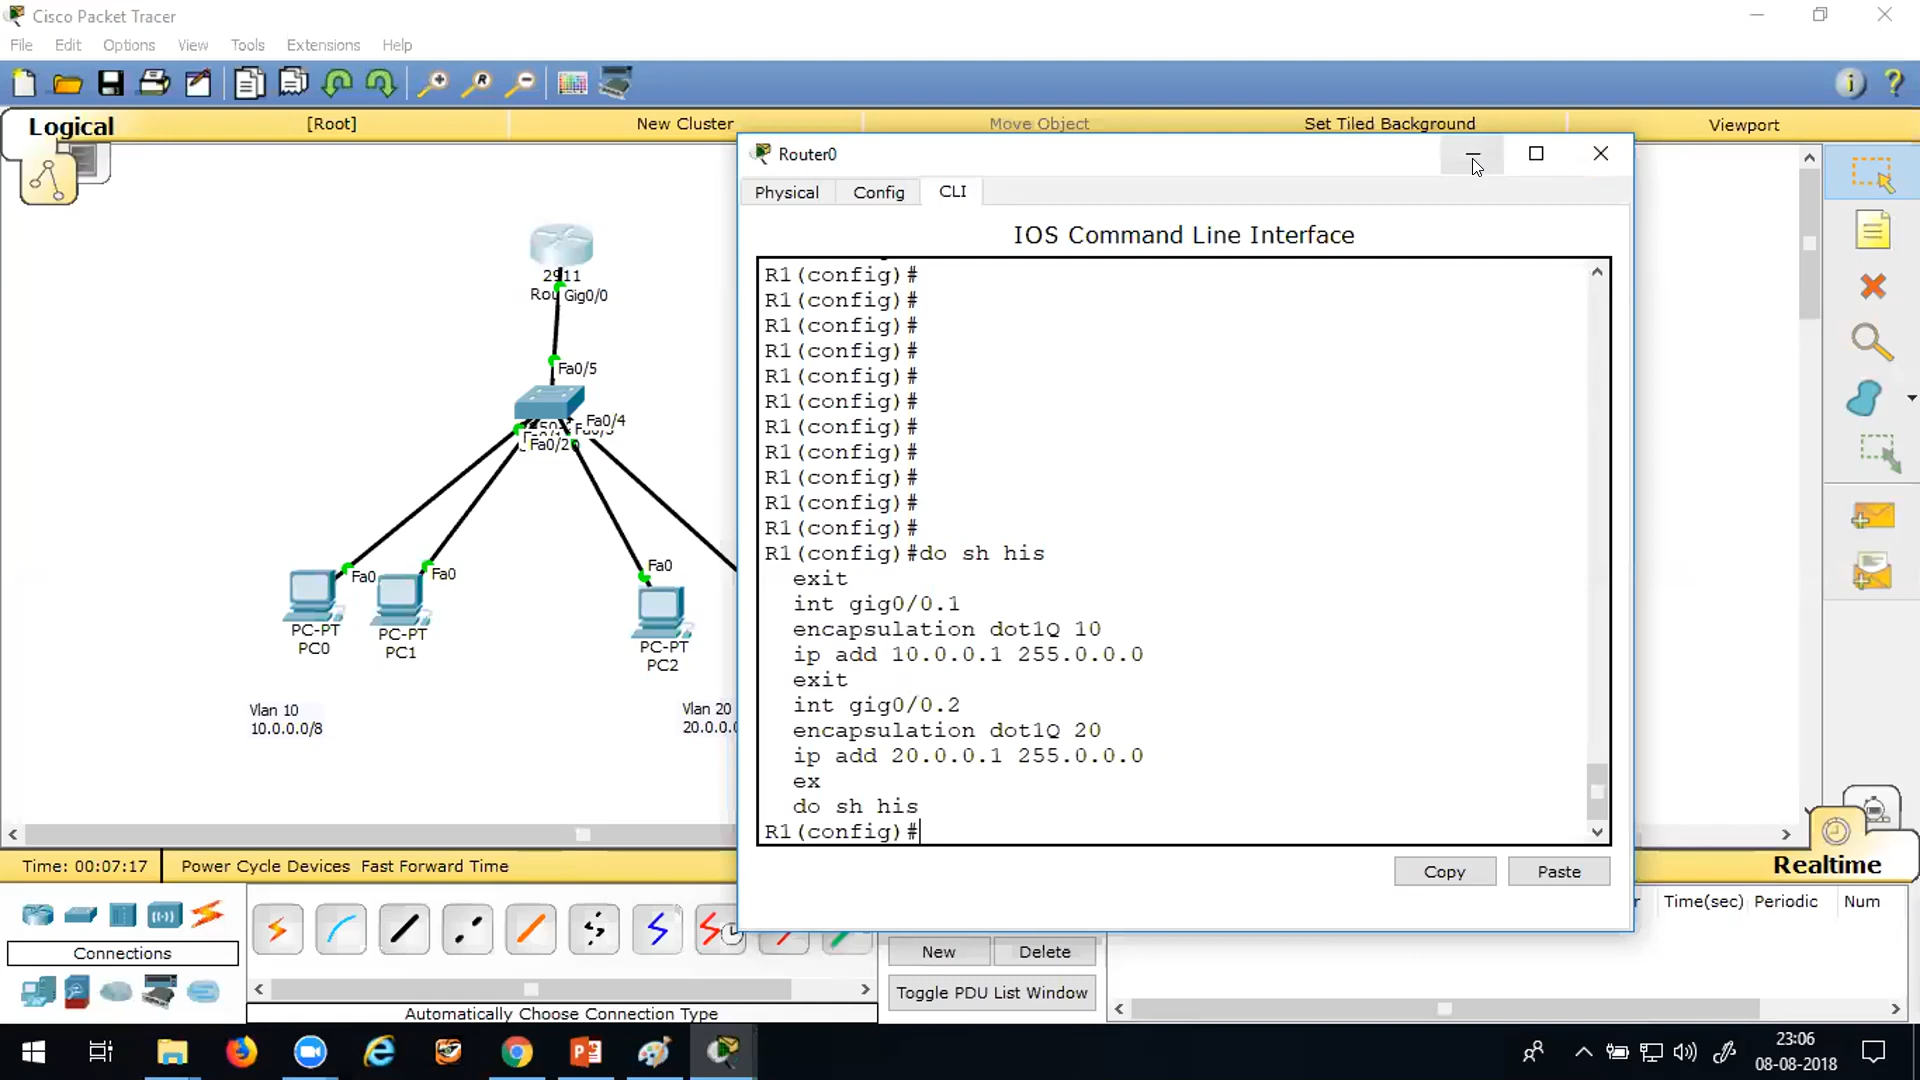 Cisco Packet Tracer
File Edit Options View Tools Extensions Help
Logical [Root] New Cluster Move Object Set Tiled Background Viewport
Router0
Physical Config CLI
IOS Command Line Interface
R1(config)#
R1(config)#
R1(config)#
R1(config)#
R1(config)#
R1(config)#
R1(config)#
R1(config)#
R1(config)#
R1(config)#
R1(config)#
R1(config)#do sh his
exit
int gig0/0.1
encapsulation dot1Q 10
ip add 10.0.0.1 255.0.0.0
exit
int gig0/0.2
encapsulation dot1Q 20
ip add 20.0.0.1 255.0.0.0
ex
do sh his
R1(config)#
Copy Paste
2911
Rou Gig0/0
Fa0/5
Fa0/4
Fa0/2
Fa0
PC-PT
PC0
Fa0
PC-PT
PC1
Fa0
PC-PT
PC2
Vlan 10
10.0.0.0/8
Vlan 20
20.0.0.
Time: 00:07:17 Power Cycle Devices Fast Forward Time Realtime
r Time(sec) Periodic Num
Connections
New Delete
Toggle PDU List Window
Automatically Choose Connection Type
23:06
08-08-2018